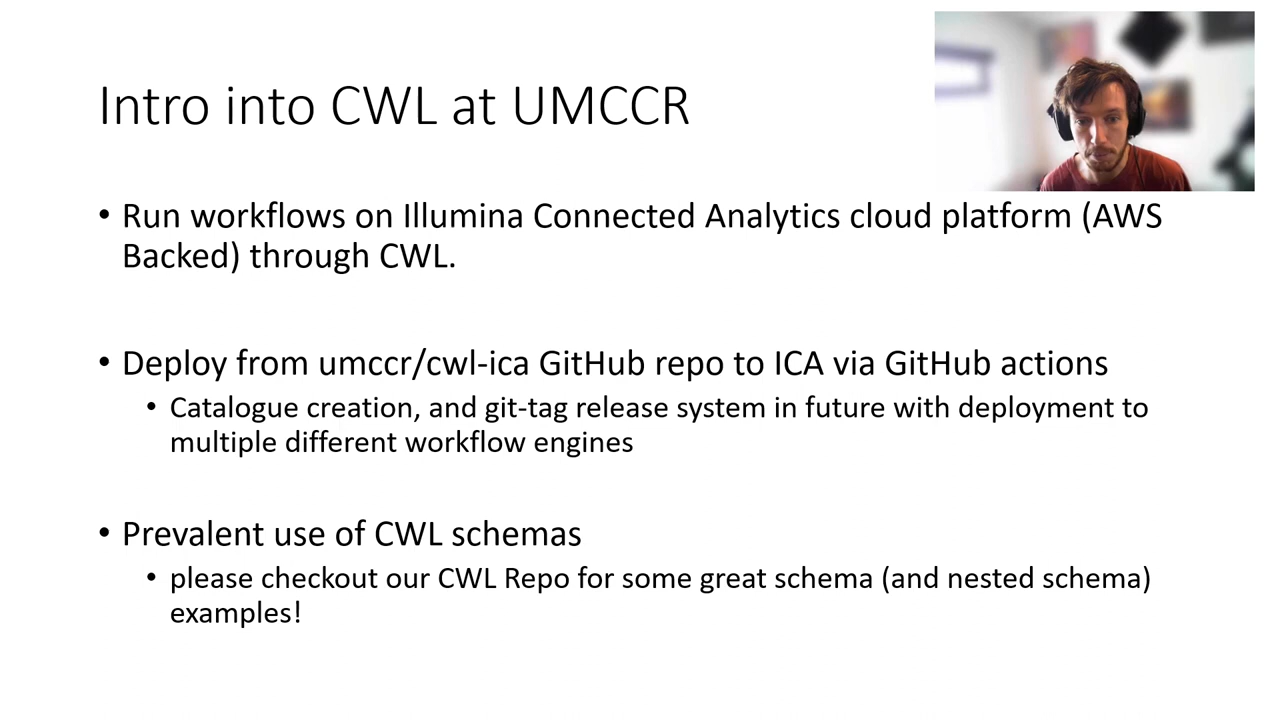 Intro into CWL at UMCCR
• Run workflows on Illumina Connected Analytics cloud platform (AWS
Backed) through CWL.
• Deploy from umccr/cwl-ica GitHub repo to ICA via GitHub actions
• Catalogue creation, and git-tag release system in future with deployment to
multiple different workflow engines
• Prevalent use of CWL schemas
• please checkout our CWL Repo for some great schema (and nested schema)
examples!